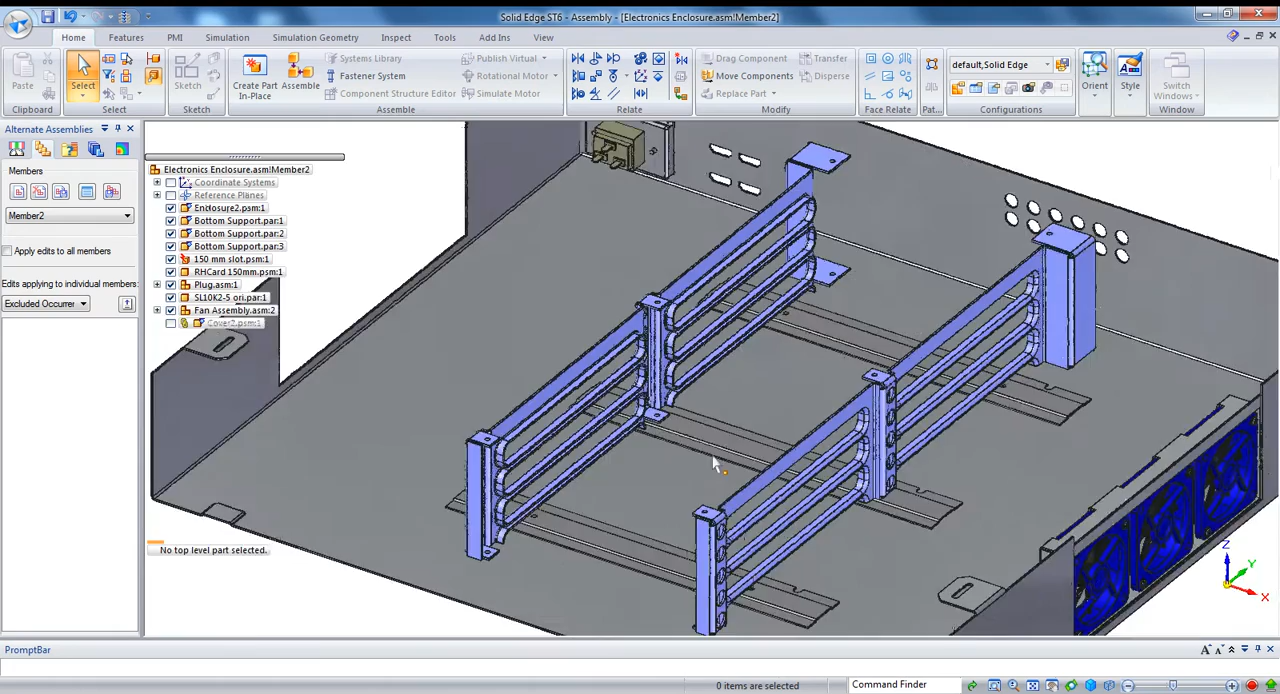 Solid Edge ST6 - Assembly - [Electronics Enclosure.asm!Member2]
Home Features PMI Simulation Simulation Geometry Inspect Tools Add Ins View
Paste
Clipboard
Select
Select
Sketch
Sketch
Create Part In-Place
Assembly
Systems Library
Fastener System
Component Structure Editor
Publish Virtual
Rotational Motor
Simulate Motor
Assemble
Relate
Drag Component
Move Components
Replace Part
Transfer
Disperse
Modify
Face Relate
Pat...
default,Solid Edge
Configurations
Orient
Style
Switch Windows
Window
Alternate Assemblies
Members
Member2
Apply edits to all members
Edits applying to individual members:
Excluded Occurrer
Electronics Enclosure.asm!Member2
Coordinate Systems
Reference Planes
Enclosure2.psm:1
Bottom Support.par:1
Bottom Support.par:2
Bottom Support.par:3
150 mm slot.psm:1
RHCard 150mm.psm:1
Plug.asm:1
SL10K2-5 ori.par:1
Fan Assembly.asm:2
Cover2.psm:1
No top level part selected.
Z
Y
X
PromptBar
0 items are selected
Command Finder